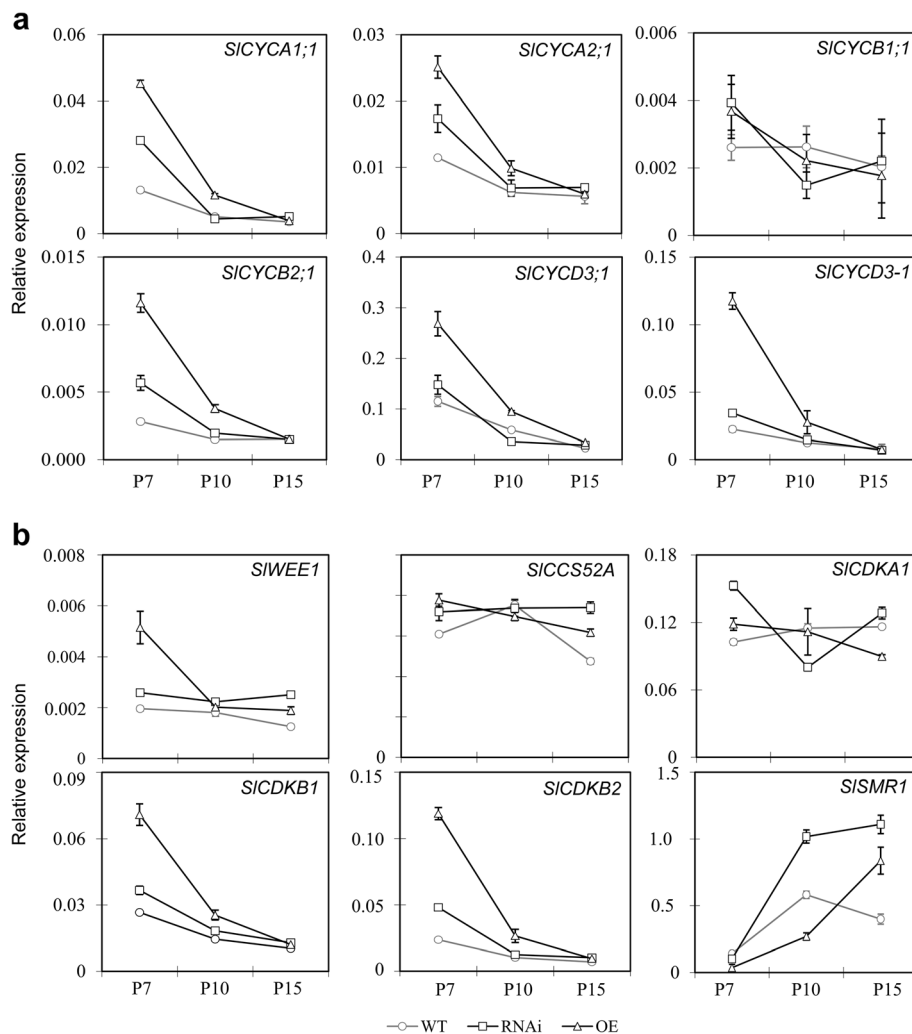 a
Relative expression
SlCYCA1;1
0.06
0.04
0.02
0
SlCYCA2;1
0.03
0.02
0.01
0
SlCYCB1;1
0.006
0.004
0.002
0
SlCYCB2;1
0.015
0.010
0.005
0.000
P7 P10 P15
SlCYCD3;1
0.4
0.3
0.2
0.1
0
P7 P10 P15
SlCYCD3-1
0.15
0.10
0.05
0
P7 P10 P15
b
Relative expression
SlWEE1
0.008
0.006
0.004
0.002
0
SlCCS52A
0
SlCDKA1
0.18
0.12
0.06
0
SlCDKB1
0.09
0.06
0.03
0
P7 P10 P15
SlCDKB2
0.15
0.10
0.05
0
P7 P10 P15
SlSMR1
1.5
1.0
0.5
0
P7 P10 P15
WT RNAi OE